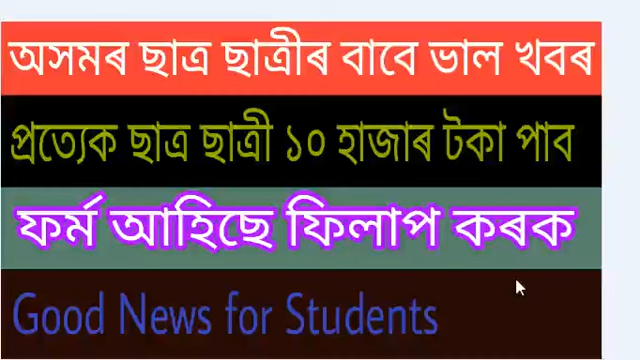 অসমৰ ছাত্ৰ ছাত্ৰীৰ বাবে ভাল খবৰ
প্ৰত্যেক ছাত্ৰ ছাত্ৰী ১০ হাজাৰ টকা পাব
ফৰ্ম আহিছে ফিলাপ কৰক
Good News for Students